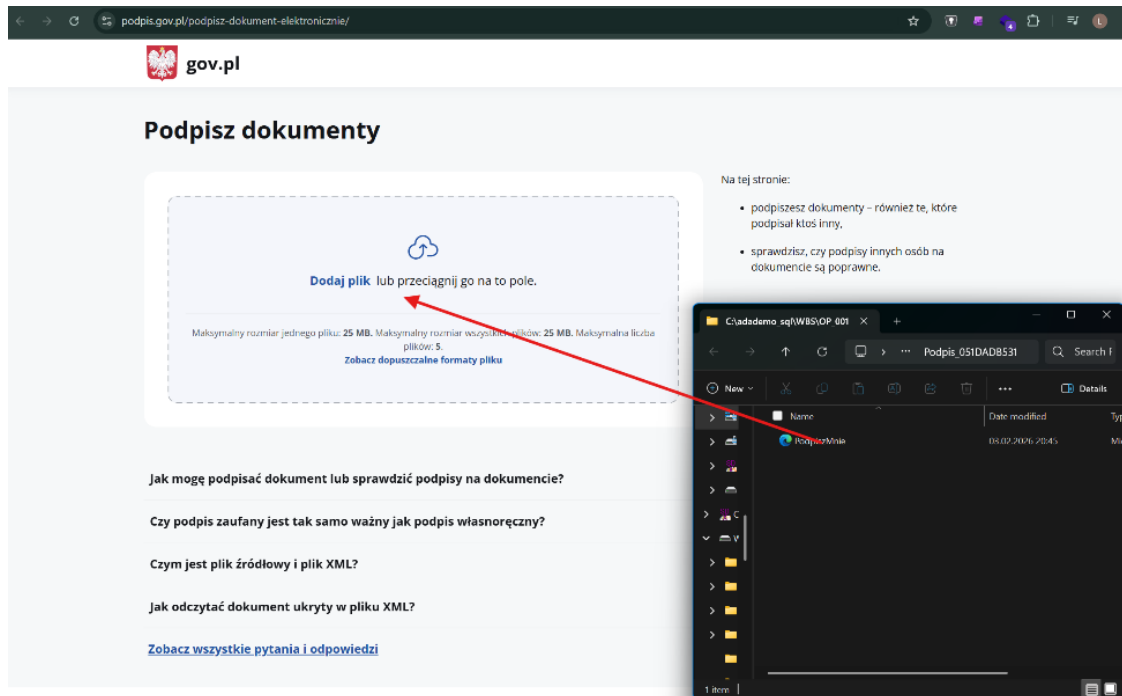 podpis.gov.pl/podpisz-dokument-elektronicznie/
4
L
gov.pl
Podpisz dokumenty
Dodaj plik lub przeciągnij go na to pole.
Maksymalny rozmiar jednego pliku: 25 MB. Maksymalny rozmiar wszystkich plików: 25 MB. Maksymalna liczba
plików: 5.
Zobacz dopuszczalne formaty pliku
Na tej stronie:
• podpiszesz dokumenty – również te, które
podpisał ktoś inny,
• sprawdzisz, czy podpisy innych osób na
dokumencie są poprawne.
Jak mogę podpisać dokument lub sprawdzić podpisy na dokumencie?
Czy podpis zaufany jest tak samo ważny jak podpis własnoręczny?
Czym jest plik źródłowy i plik XML?
Jak odczytać dokument ukryty w pliku XML?
Zobacz wszystkie pytania i odpowiedzi
C:\adademo sql\WBS\OP_001
Podpis_051DADB531
Search F
New
Details
Name
Date modified
Typ
PodpiszMnie
03.02.2026 20:45
Mic
C
W
1 item